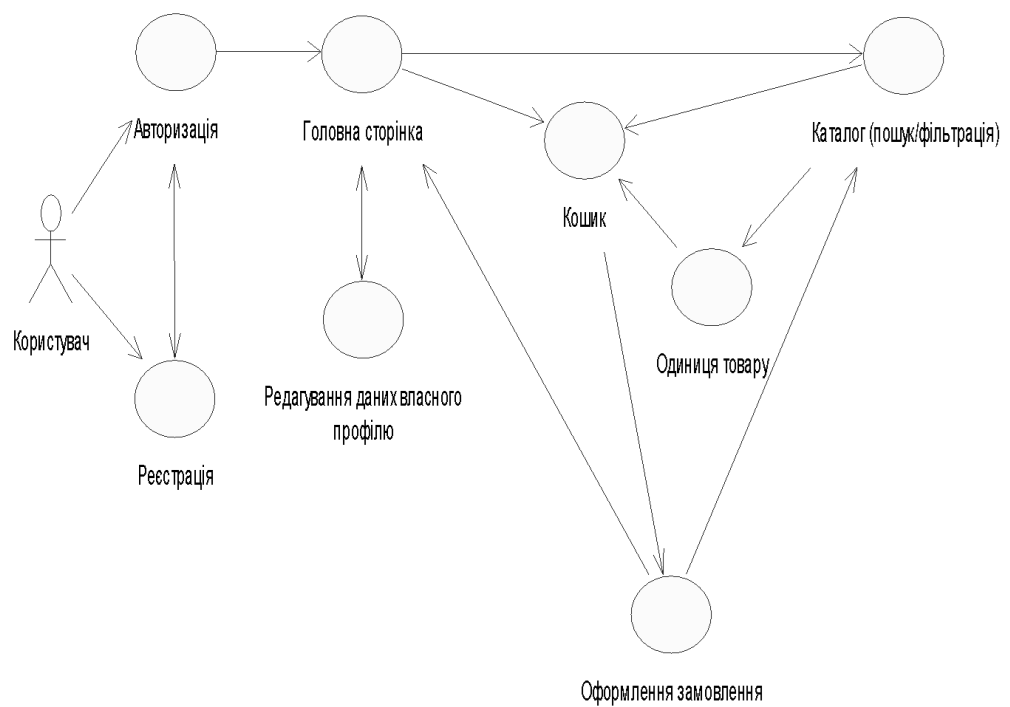 Авторизація
Головна сторінка
Каталог (пошук/фільтрація)
Кошик
Користувач
Одиниця товару
Редагування даних власного
профілю
Реєстрація
Оформлення замовлення